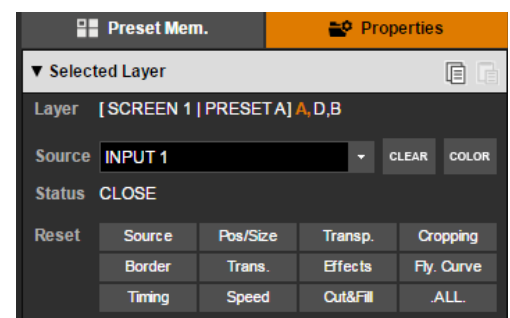 Preset Mem. Properties
▼ Selected Layer
Layer [ SCREEN 1 | PRESET A] A, D,B
Source INPUT 1 CLEAR COLOR
Status CLOSE
Reset Source Pos/Size Transp. Cropping
Border Trans. Effects Fly. Curve
Timing Speed Cut&Fill .ALL.